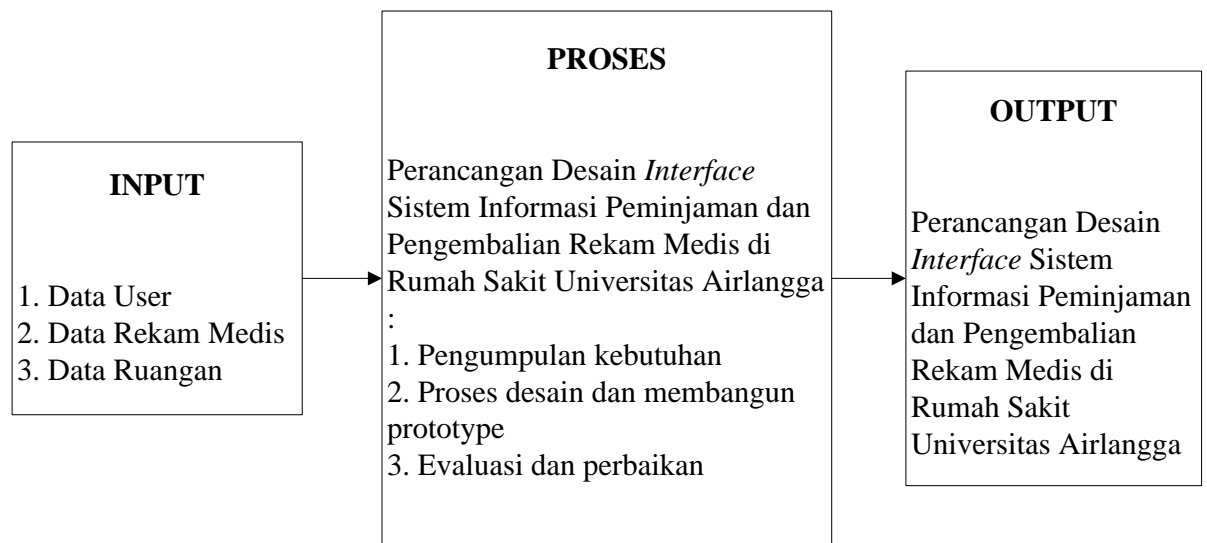 INPUT
1. Data User
2. Data Rekam Medis
3. Data Ruangan
PROSES
Perancangan Desain Interface
Sistem Informasi Peminjaman dan
Pengembalian Rekam Medis di
Rumah Sakit Universitas Airlangga
:
1. Pengumpulan kebutuhan
2. Proses desain dan membangun
prototype
3. Evaluasi dan perbaikan
OUTPUT
Perancangan Desain
Interface Sistem
Informasi Peminjaman
dan Pengembalian
Rekam Medis di
Rumah Sakit
Universitas Airlangga